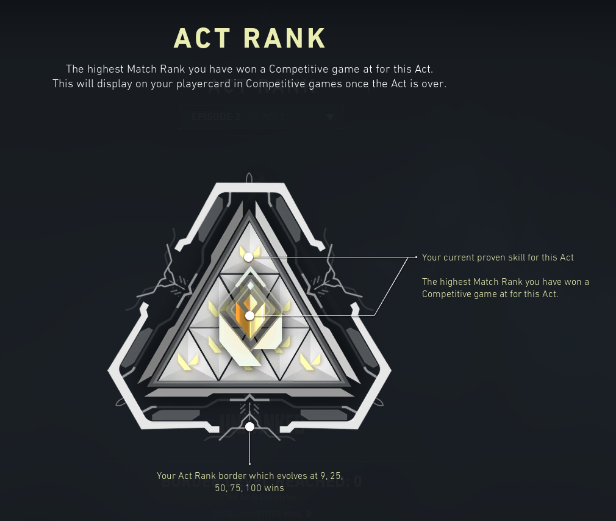 ACT RANK
The highest Match Rank you have won a Competitive game at for this Act.
This will display on your playercard in Competitive games once the Act is over.
Your current proven skill for this Act
The highest Match Rank you have won a
Competitive game at for this Act.
Your Act Rank border which evolves at 9, 25,
50, 75, 100 wins